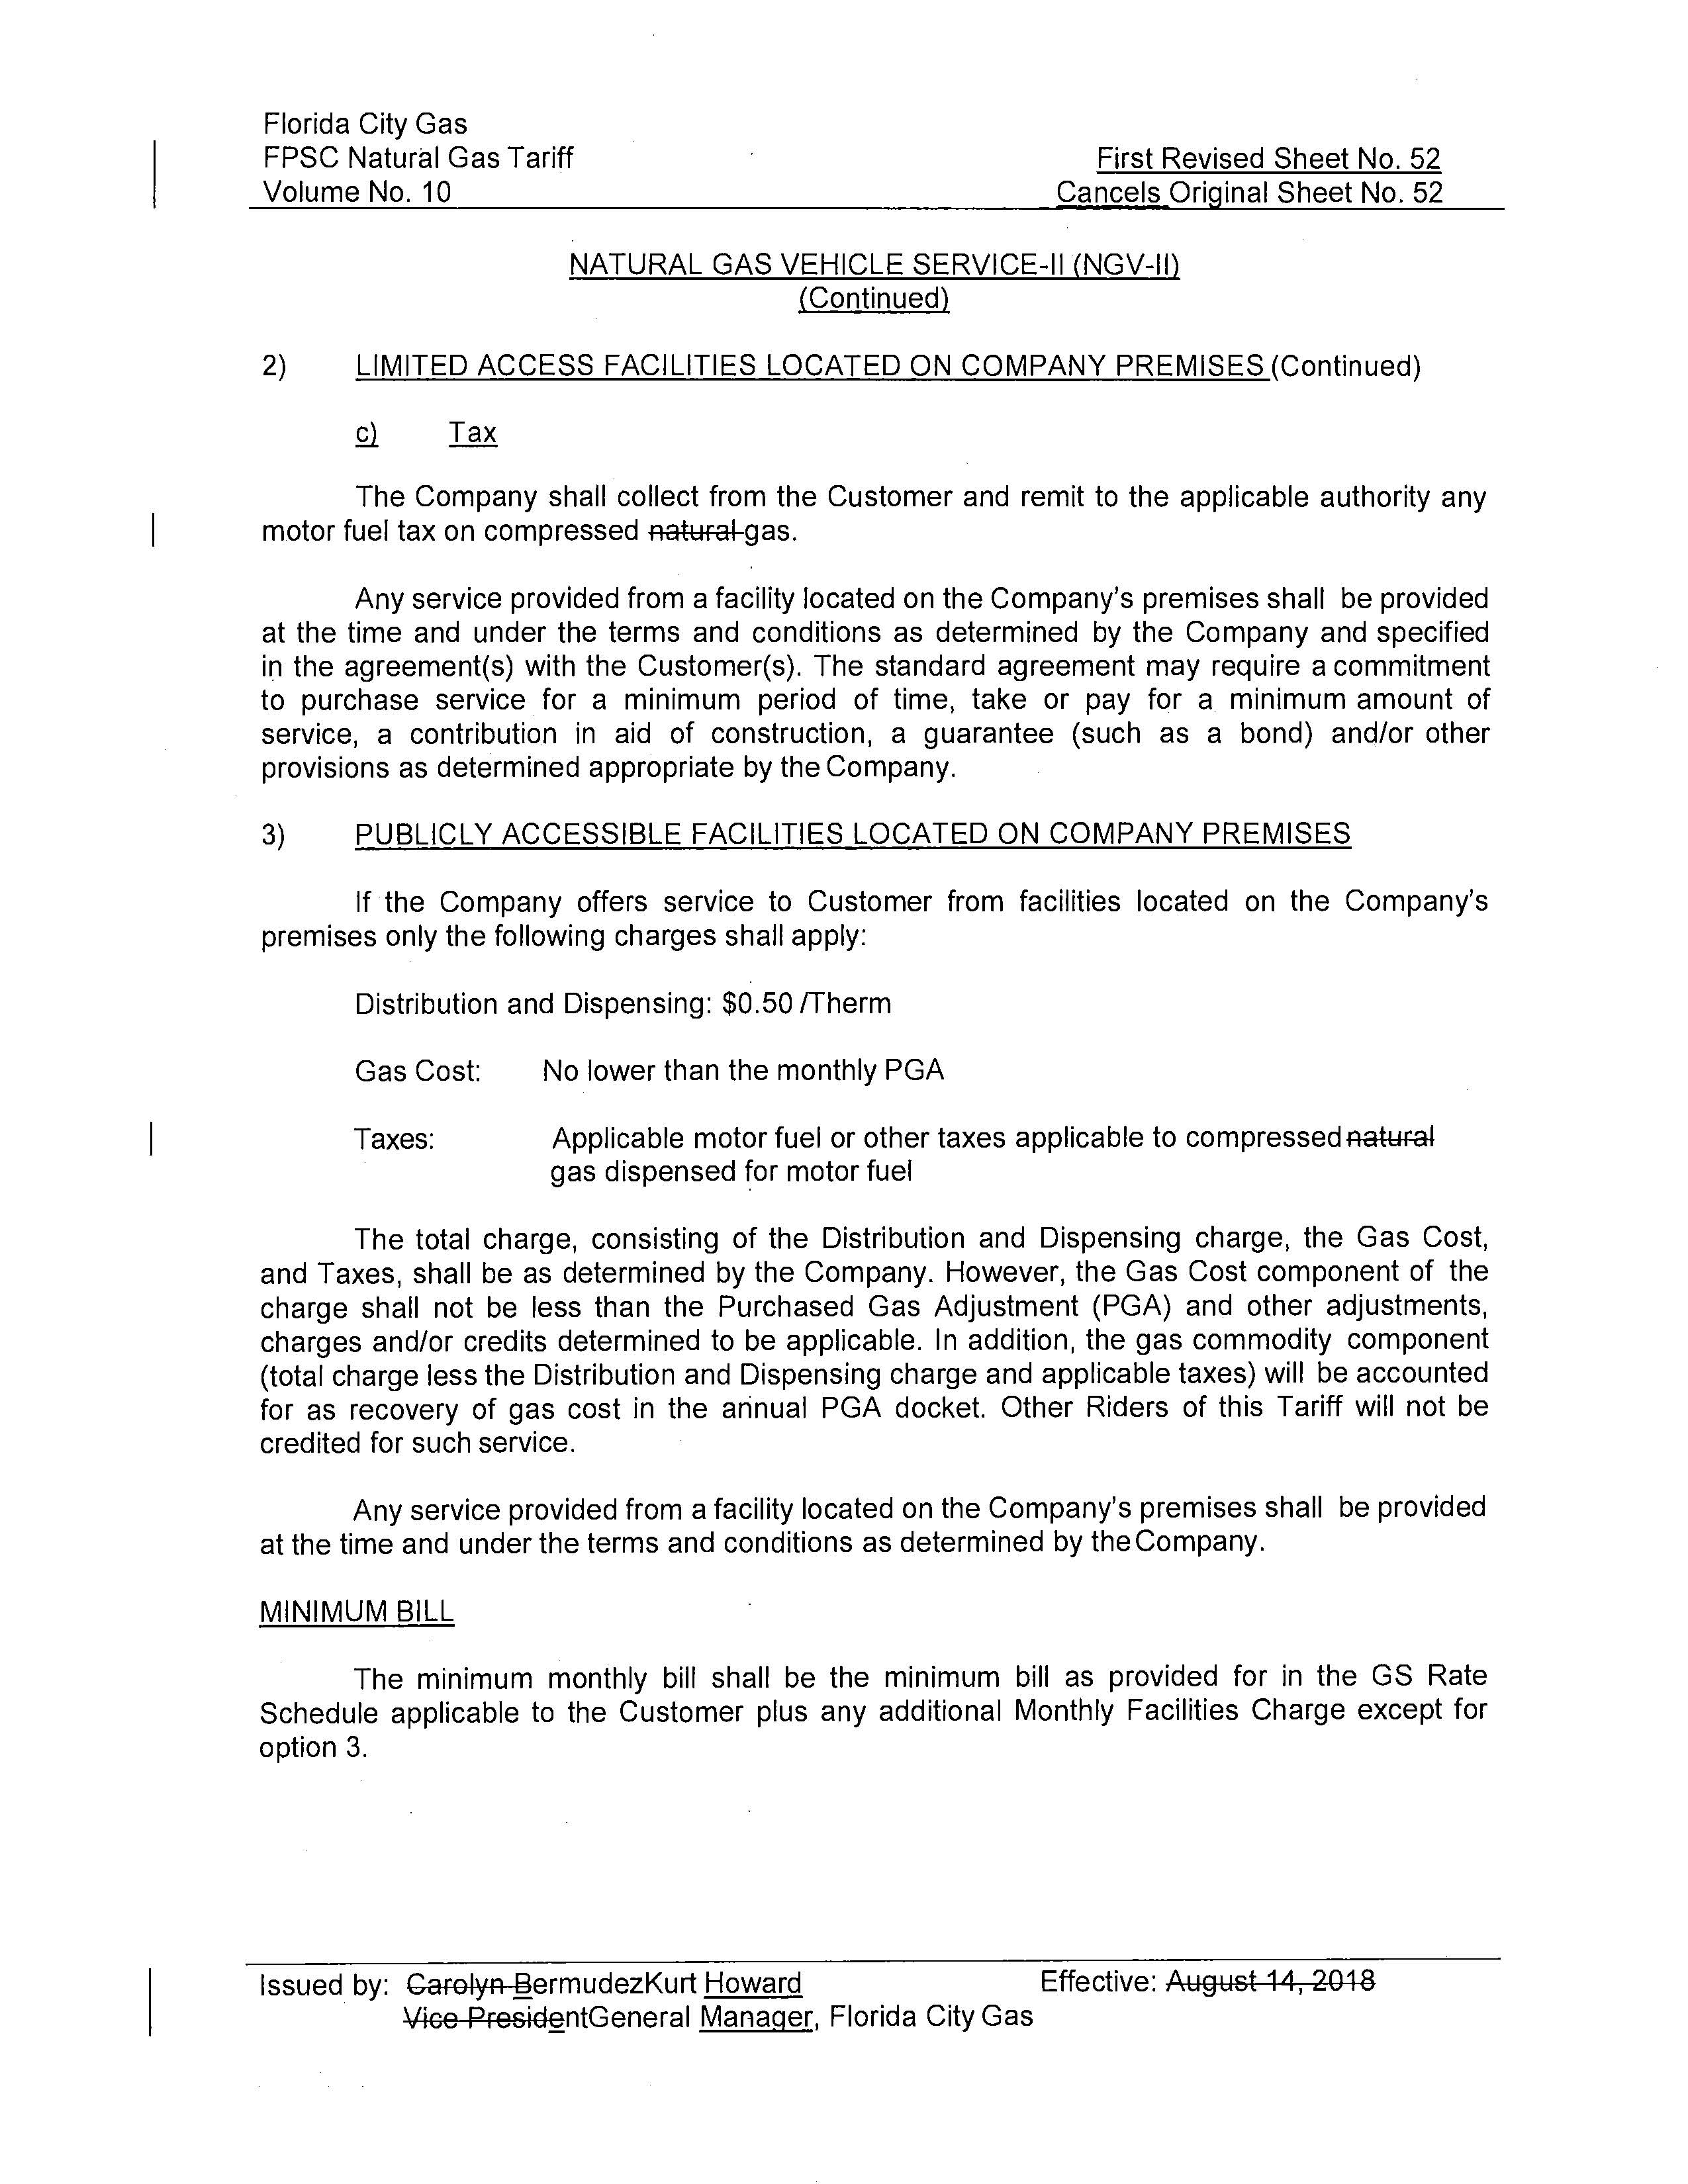 Florida City Gas
FPSC Natural Gas Tariff First Revised Sheet No. 52
Volume No. 10 Cancels Original Sheet No. 52
NATURAL GAS VEHICLE SERVICE-II (NGV-II)
(Continued)
2) LIMITED ACCESS FACILITIES LOCATED ON COMPANY PREMISES (Continued)
c) Tax
The Company shall collect from the Customer and remit to the applicable authority any
motor fuel tax on compressed natural gas.
Any service provided from a facility located on the Company's premises shall be provided
at the time and under the terms and conditions as determined by the Company and specified
in the agreement(s) with the Customer(s). The standard agreement may require a commitment
to purchase service for a minimum period of time, take or pay for a minimum amount of
service, a contribution in aid of construction, a guarantee (such as a bond) and/or other
provisions as determined appropriate by the Company.
3) PUBLICLY ACCESSIBLE FACILITIES LOCATED ON COMPANY PREMISES
If the Company offers service to Customer from facilities located on the Company's
premises only the following charges shall apply:
Distribution and Dispensing: $0.50 /Therm
Gas Cost: No lower than the monthly PGA
Taxes: Applicable motor fuel or other taxes applicable to compressed natural
gas dispensed for motor fuel
The total charge, consisting of the Distribution and Dispensing charge, the Gas Cost,
and Taxes, shall be as determined by the Company. However, the Gas Cost component of the
charge shall not be less than the Purchased Gas Adjustment (PGA) and other adjustments,
charges and/or credits determined to be applicable. In addition, the gas commodity component
(total charge less the Distribution and Dispensing charge and applicable taxes) will be accounted
for as recovery of gas cost in the annual PGA docket. Other Riders of this Tariff will not be
credited for such service.
Any service provided from a facility located on the Company's premises shall be provided
at the time and under the terms and conditions as determined by the Company.
MINIMUM BILL
The minimum monthly bill shall be the minimum bill as provided for in the GS Rate
Schedule applicable to the Customer plus any additional Monthly Facilities Charge except for
option 3.
Issued by: Carolyn BermudezKurt Howard Effective: August 14, 2018
Vice PresidentGeneral Manager, Florida City Gas